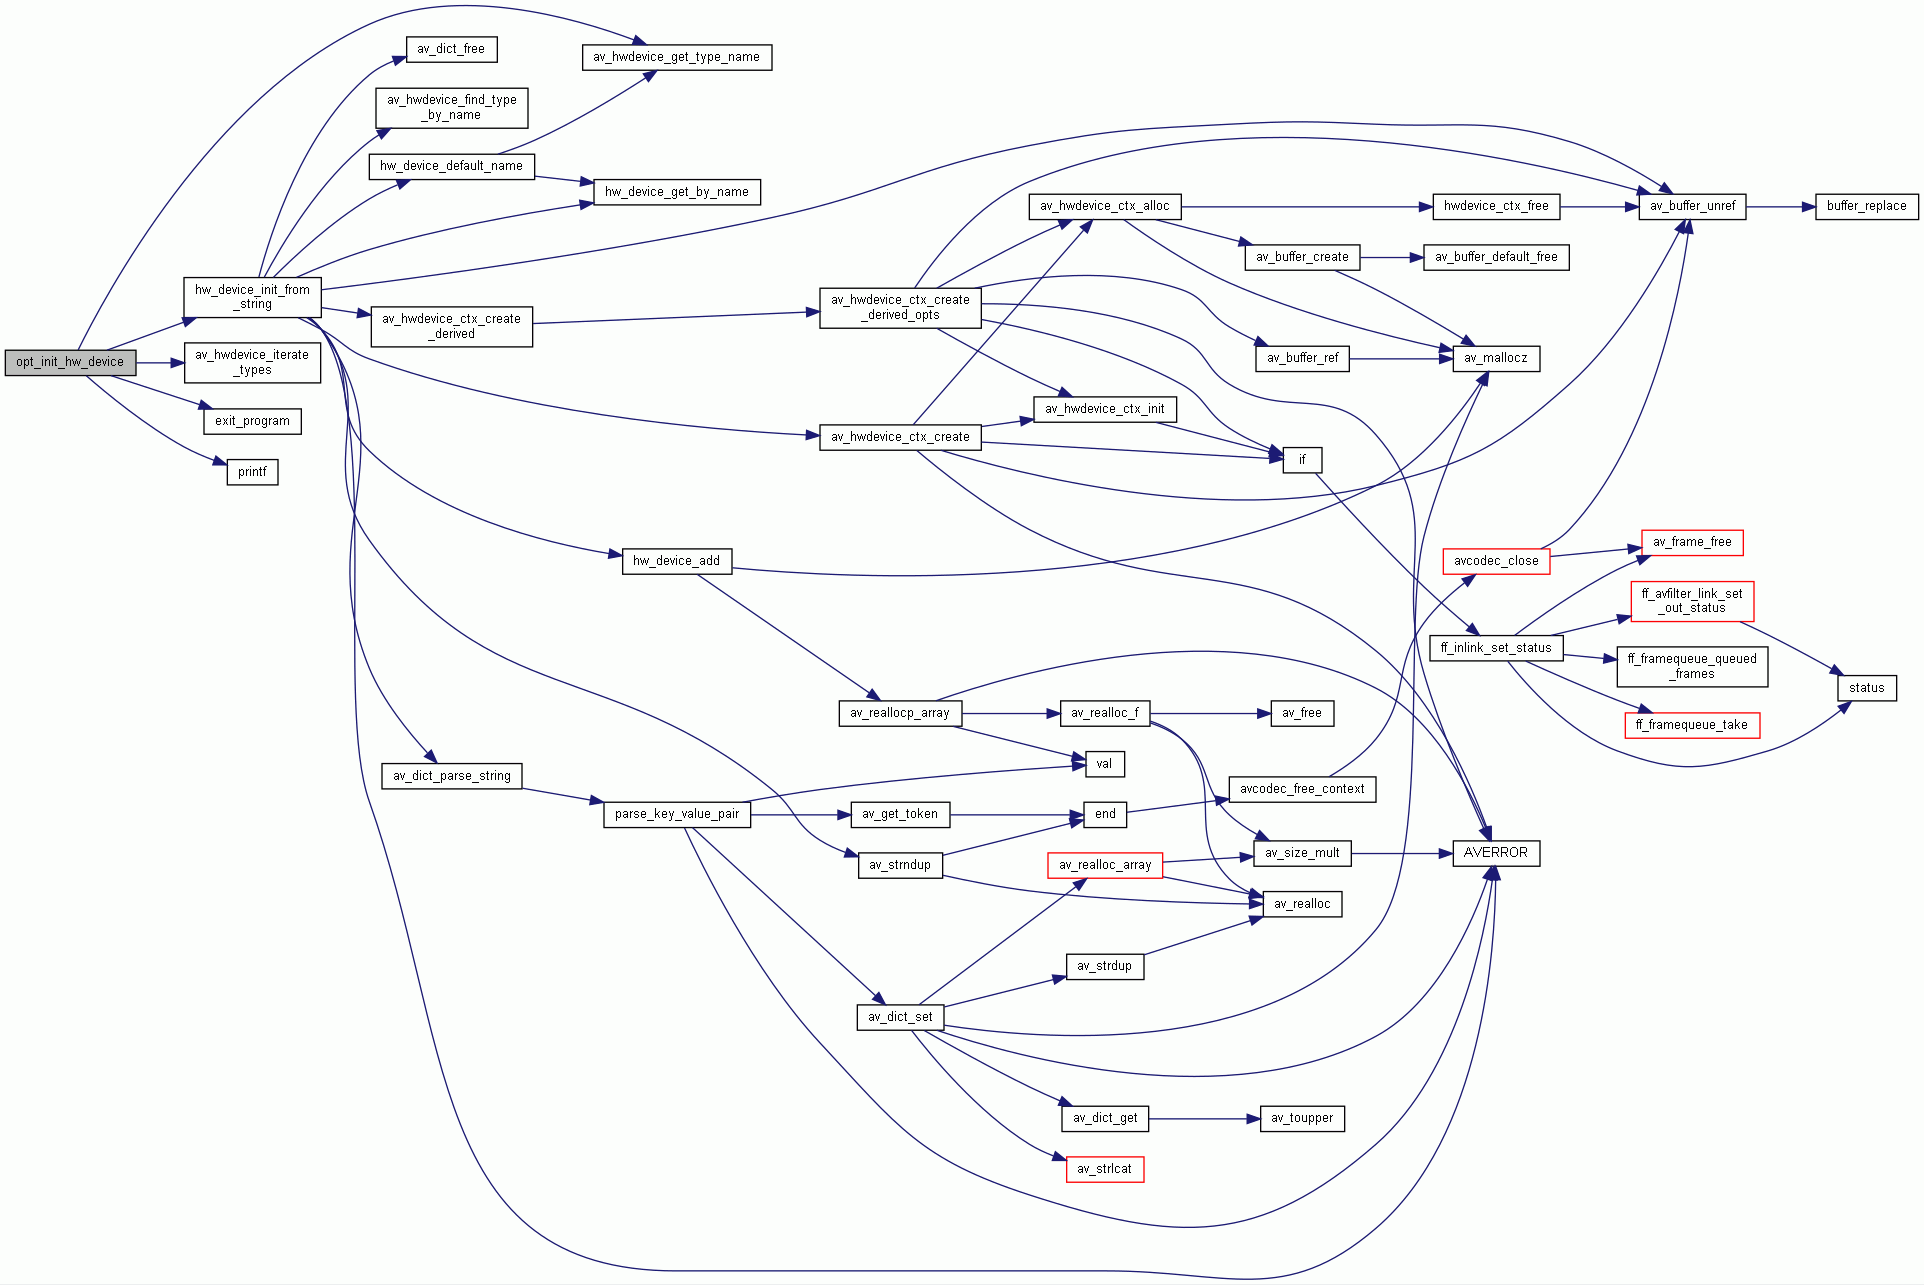 av_dict_free
av_hwdevice_get_type_name
av_hwdevice_find_type
_by_name
hw_device_default_name
hw_device_get_by_name
av_hwdevice_ctx_alloc
hwdevice_ctx_free
av_buffer_unref
buffer_replace
av_buffer_create
av_buffer_default_free
hw_device_init_from
_string
av_hwdevice_ctx_create
_derived
av_hwdevice_ctx_create
_derived_opts
opt_init_hw_device
av_hwdevice_iterate
_types
av_buffer_ref
av_mallocz
exit_program
av_hwdevice_ctx_init
av_hwdevice_ctx_create
if
printf
hw_device_add
avcodec_close
av_frame_free
ff_avfilter_link_set
_out_status
ff_inlink_set_status
ff_framequeue_queued
_frames
status
av_reallocp_array
av_realloc_f
av_free
ff_framequeue_take
val
av_dict_parse_string
avcodec_free_context
parse_key_value_pair
av_get_token
end
av_strndup
av_realloc_array
av_size_mult
AVERROR
av_realloc
av_strdup
av_dict_set
av_dict_get
av_toupper
av_strlcat